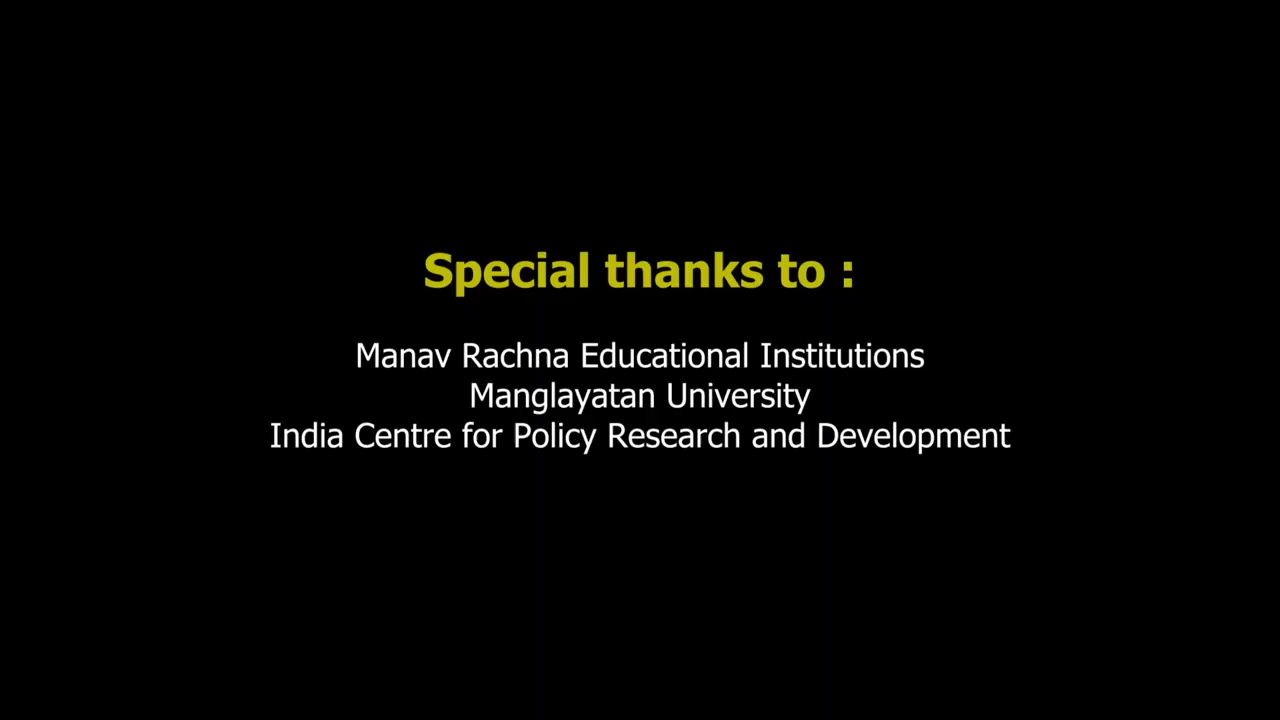 Special thanks to :
Manav Rachna Educational Institutions
Manglayatan University
India Centre for Policy Research and Development